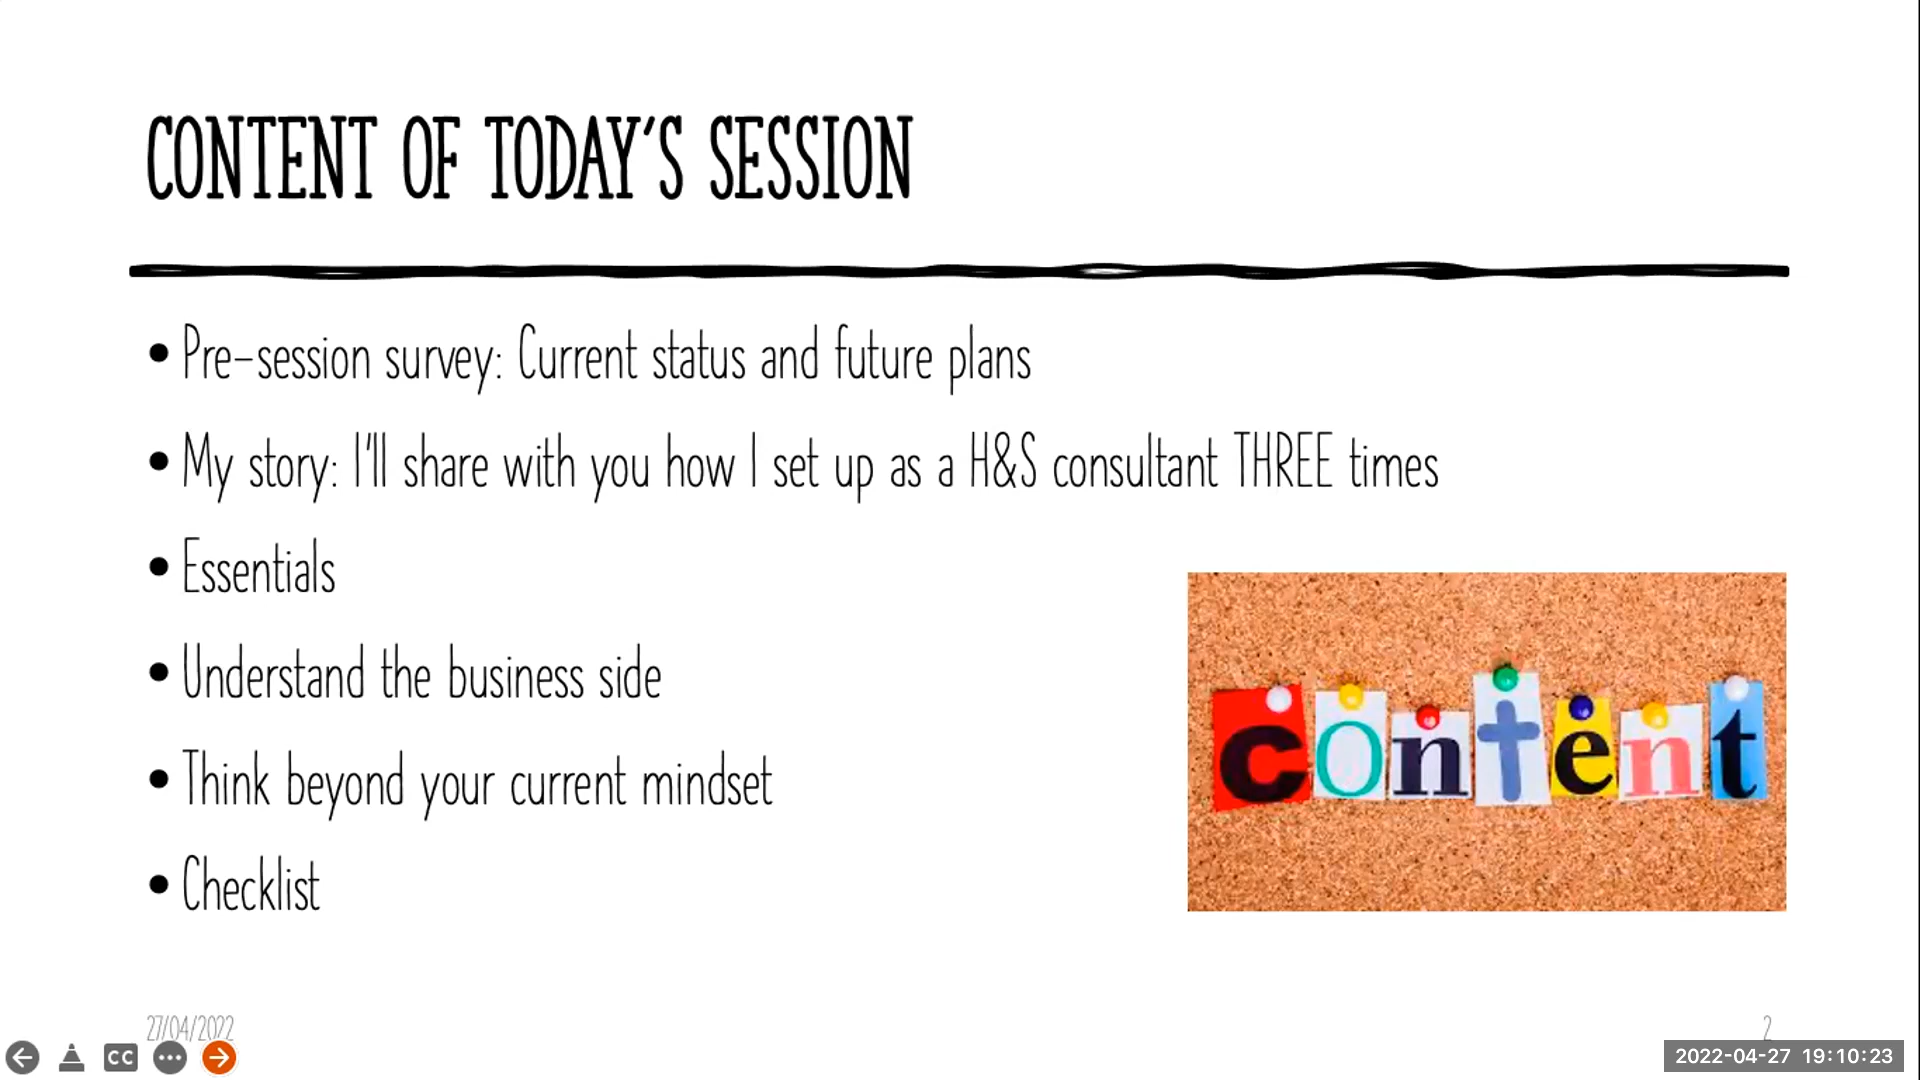 CONTENT OF TODAY'S SESSION
• Pre-session survey: Current status and future plans
• My story: I'll share with you how I set up as a H&S consultant THREE times
• Essentials
• Understand the business side
• Think beyond your current mindset
• Checklist
content
27/04/2022
2
CC
2022-04-27 19:10:23